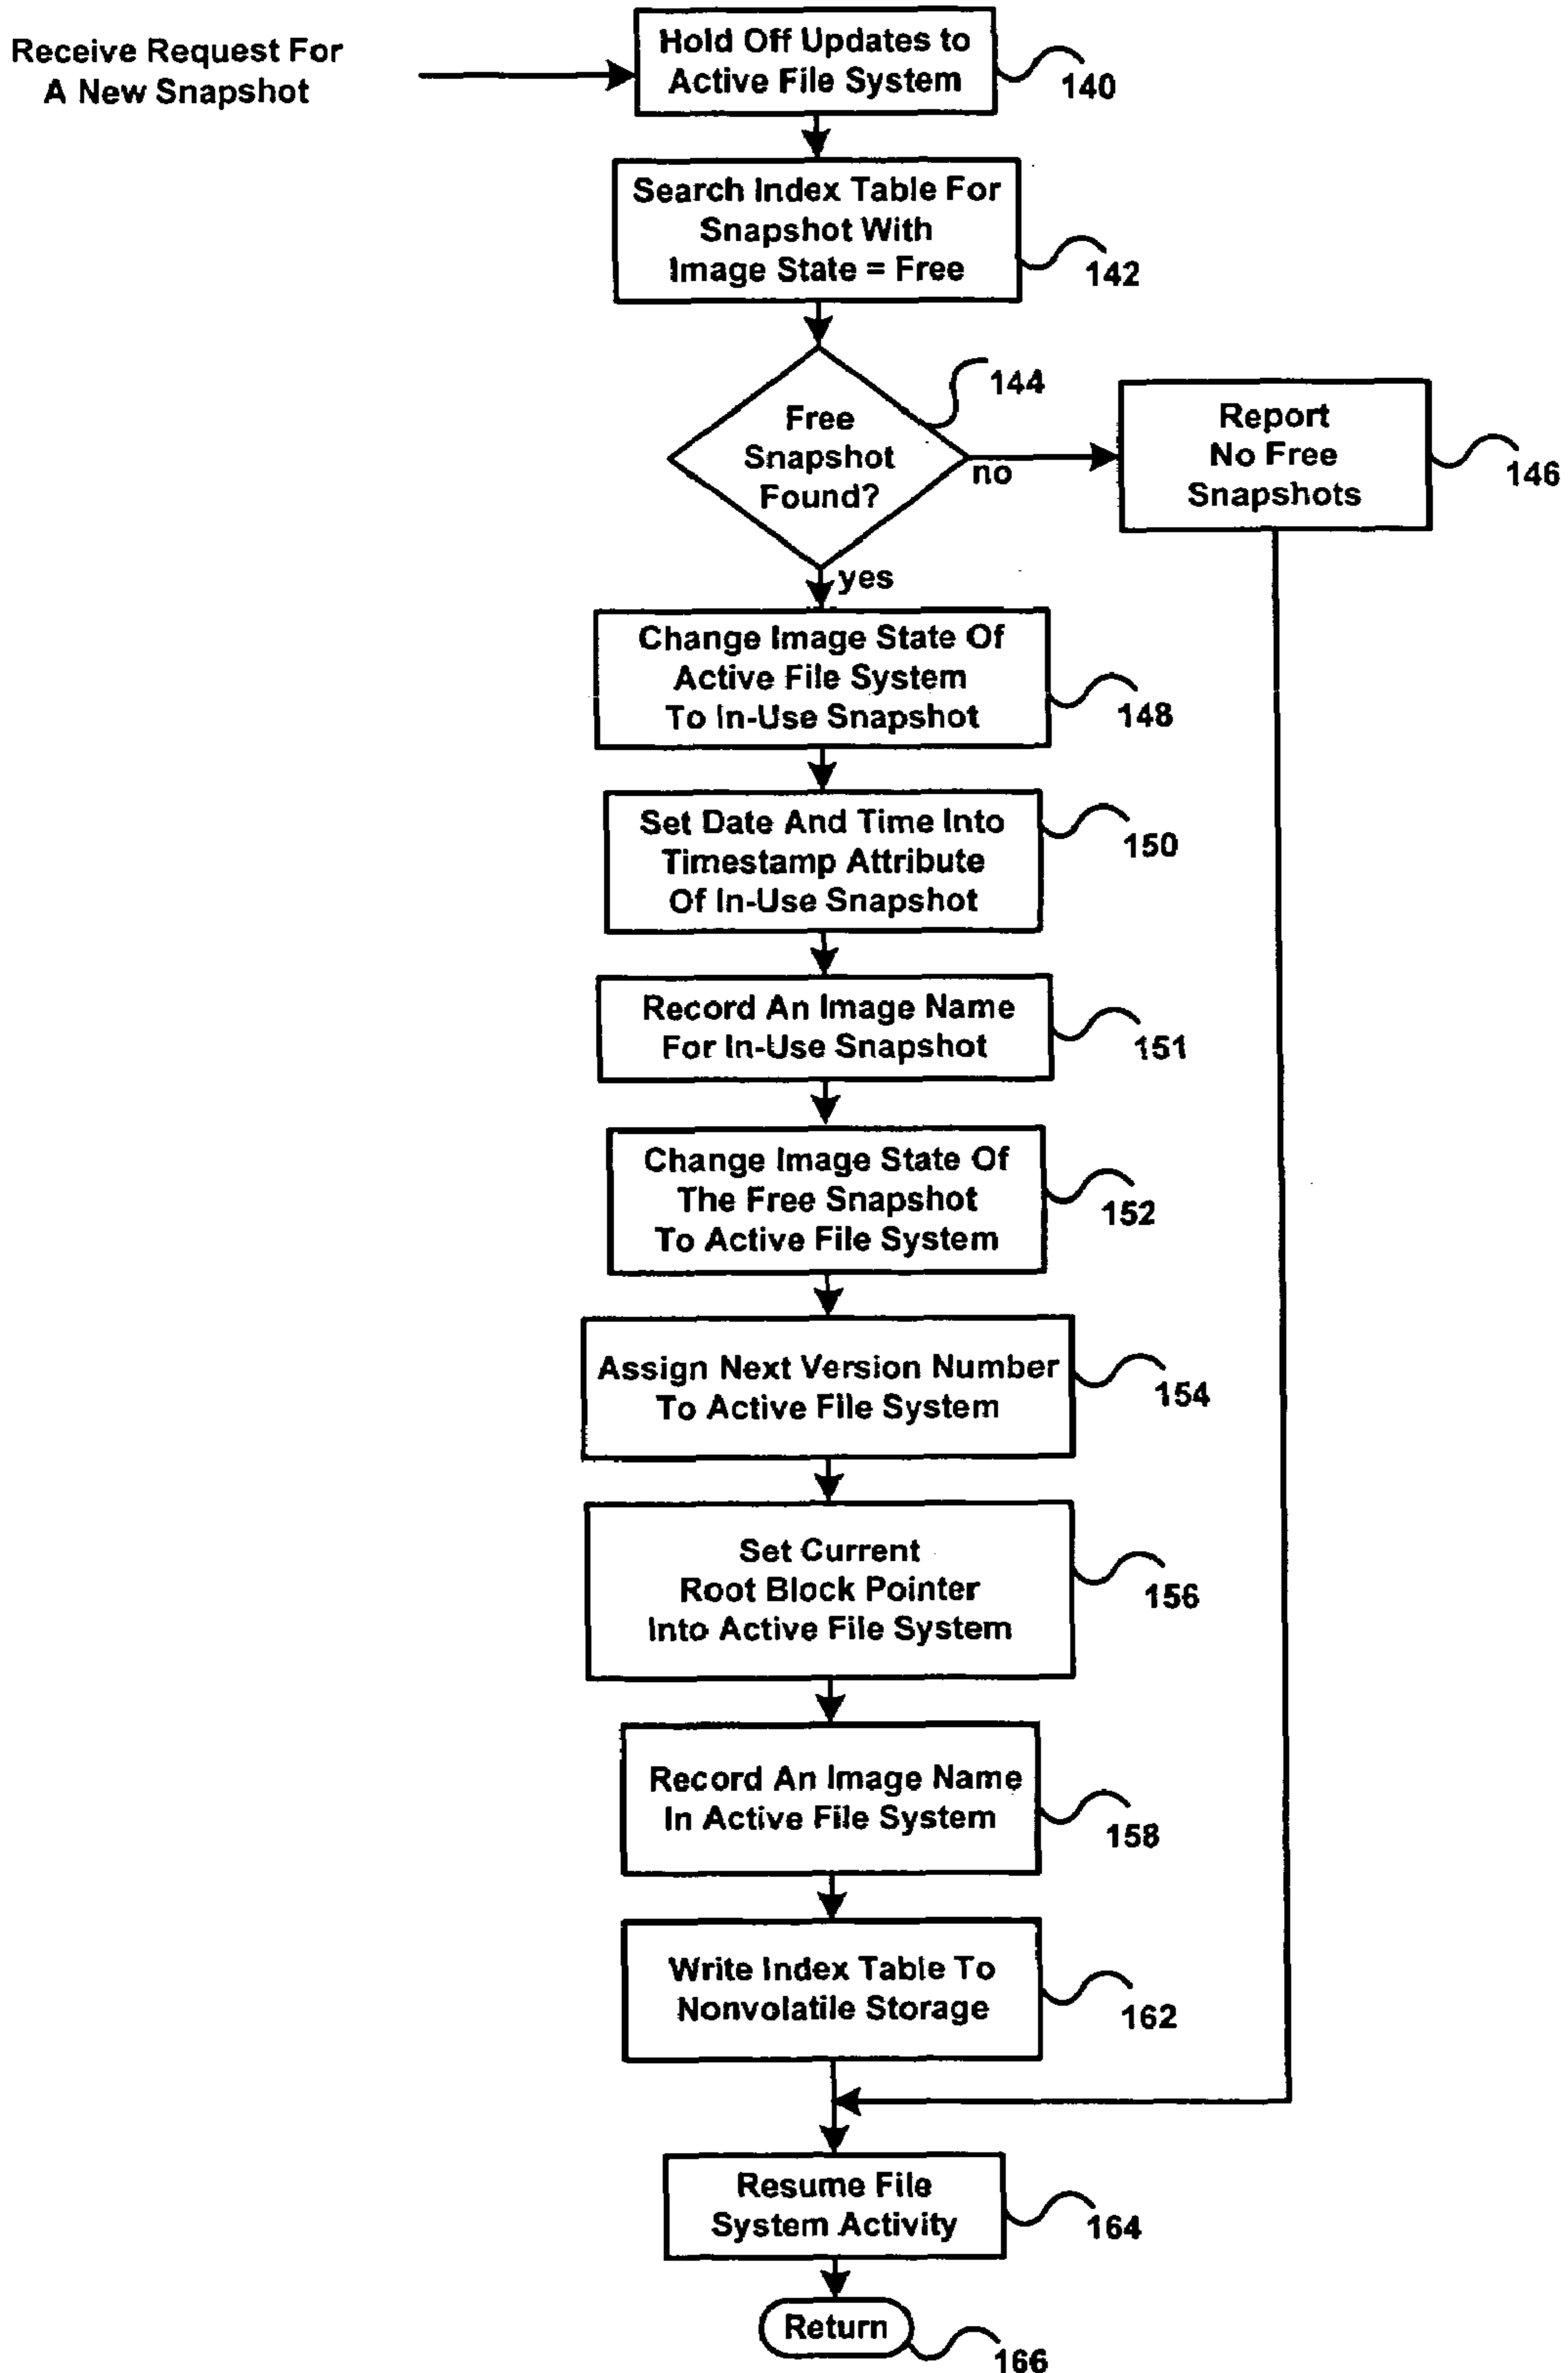 Receive Request For
A New Snapshot
Hold Off Updates to
Active File System
140
Search Index Table For
Snapshot With
Image State = Free
142
Free
Snapshot
Found?
144
no
Report
No Free
Snapshots
146
yes
Change Image State Of
Active File System
To In-Use Snapshot
148
Set Date And Time Into
Timestamp Attribute
Of In-Use Snapshot
150
Record An Image Name
For In-Use Snapshot
151
Change Image State Of
The Free Snapshot
To Active File System
152
Assign Next Version Number
To Active File System
154
Set Current
Root Block Pointer
Into Active File System
156
Record An Image Name
In Active File System
158
Write Index Table To
Nonvolatile Storage
162
Resume File
System Activity
164
Return
166